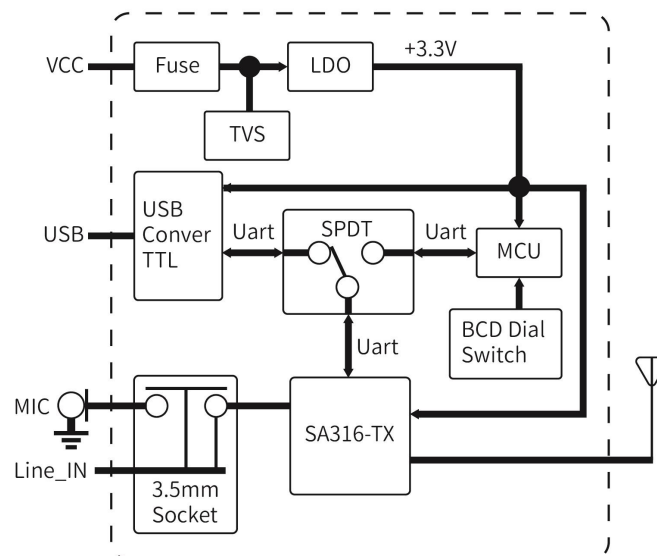 VCC
Fuse
LDO
+3.3V
TVS
USB
USB
Conver
TTL
Uart
SPDT
Uart
MCU
BCD Dial
Switch
Uart
MIC
SA316-TX
Line_IN
3.5mm
Socket